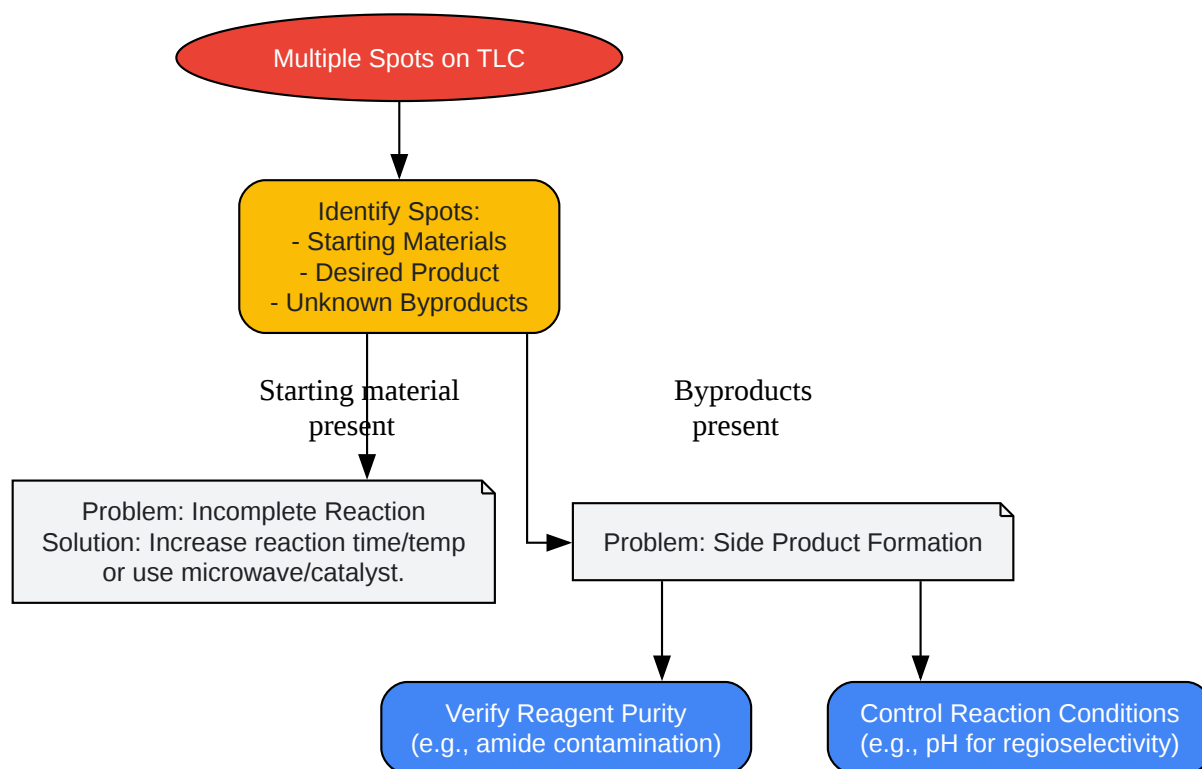 Multiple Spots on TLC
Identify Spots:
- Starting Materials
- Desired Product
- Unknown Byproducts
Starting material
present
Byproducts
present
Problem: Incomplete Reaction
Solution: Increase reaction time/temp
or use microwave/catalyst.
Problem: Side Product Formation
Verify Reagent Purity
(e.g., amide contamination)
Control Reaction Conditions
(e.g., pH for regioselectivity)